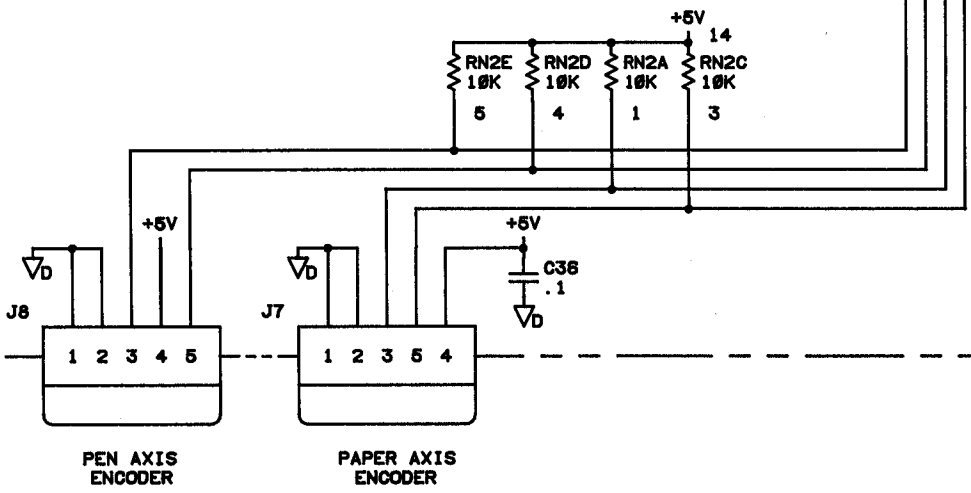 +5V
14
RN2E RN2D RN2A RN2C
10K 10K 10K 10K
5 4 1 3
+5V +5V
D D C36
.1
D
J8 J7
1 2 3 4 5 1 2 3 5 4
PEN AXIS PAPER AXIS
ENCODER ENCODER